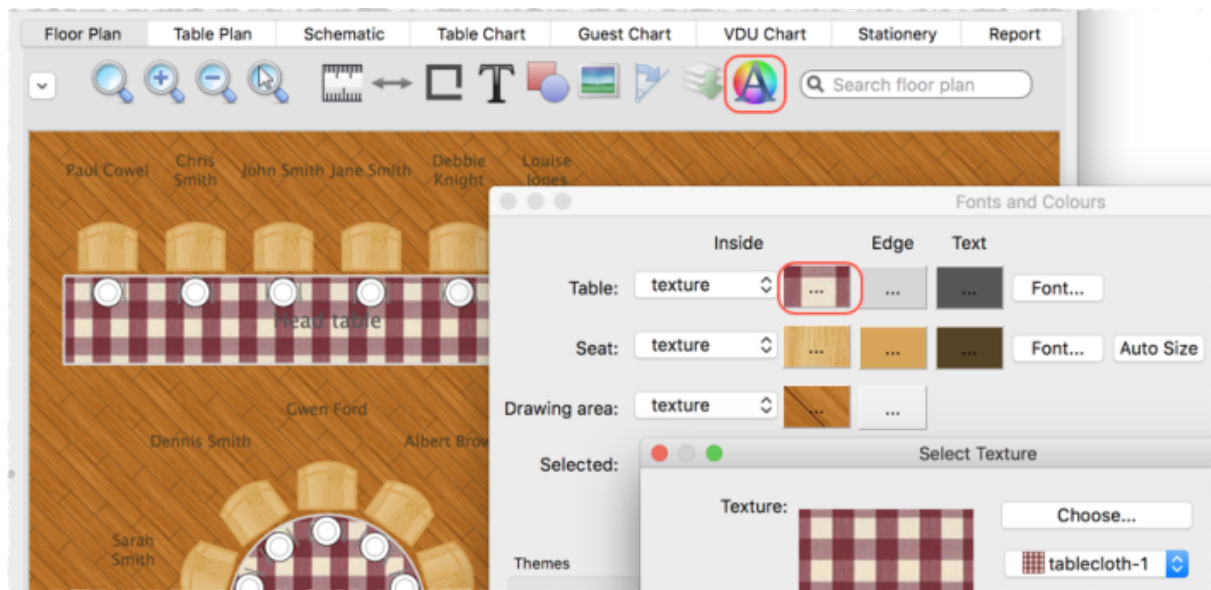 Floor Plan Table Plan Schematic Table Chart Guest Chart VDU Chart Stationery Report
T A Search floor plan
Paul Cowel Chris Smith John Smith Jane Smith Debbie Knight Louise Jones
Fonts and Colours
Inside Edge Text
Table: texture ... ... ... Font...
Head table
Seat: texture ... ... ... Font... Auto Size
Gwen Ford
Drawing area: texture ... ...
Dennis Smith Albert Brow
Selected:
Select Texture
Texture: Choose...
Sarah
Smith
Themes
tablecloth-1